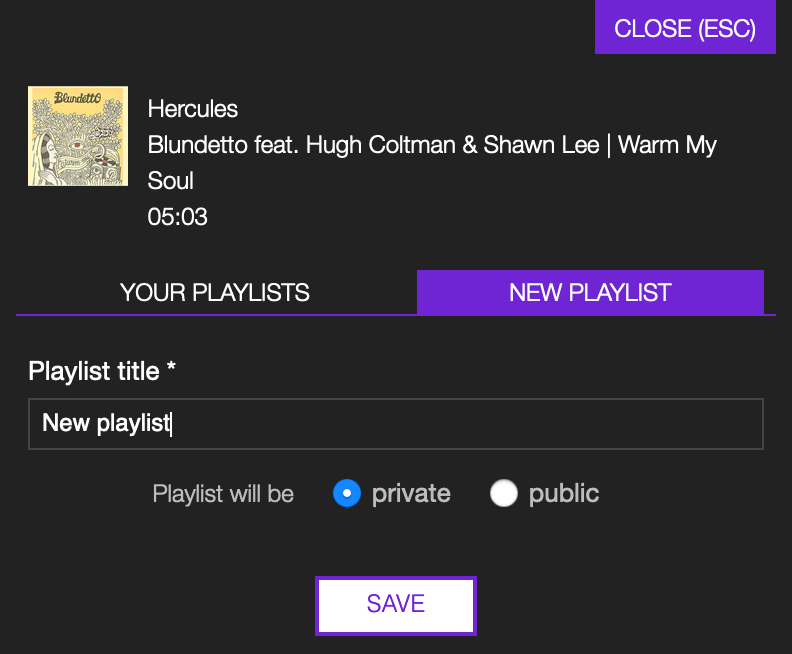 CLOSE (ESC)
Blundetto
Hercules
Blundetto feat. Hugh Coltman & Shawn Lee | Warm My
Soul
05:03
YOUR PLAYLISTS
NEW PLAYLIST
Playlist title *
New playlist
Playlist will be
private
public
SAVE